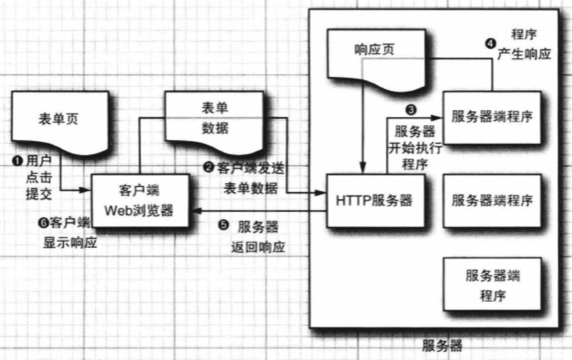 表单页
❶用户
点击
提交
表单
数据
❷客户端发送
表单数据
客户端
Web浏览器
❻客户端
显示响应
❺ 服务器
返回响应
响应页
❹ 程序
产生响应
❸
服务器
开始执行
程序
服务器端程序
HTTP服务器
服务器端程序
服务器端
程序
服务器